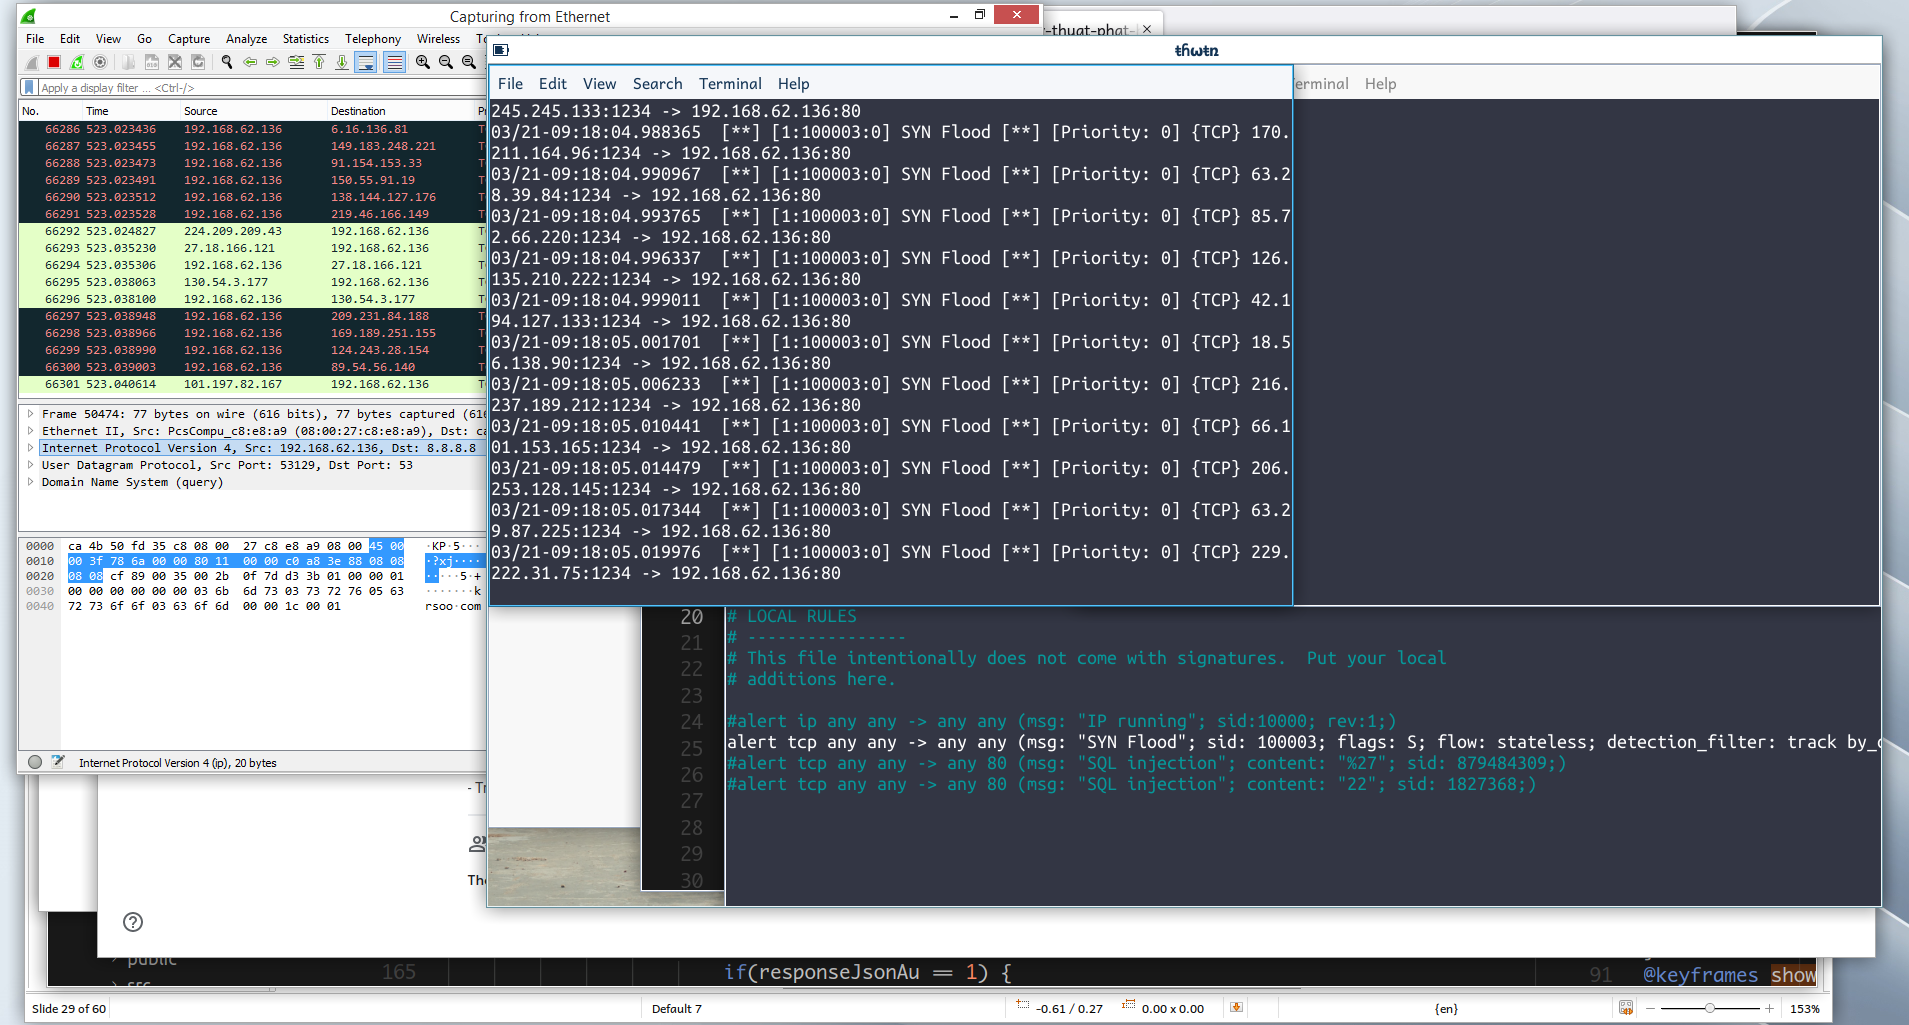 Capturing from Ethernet
File Edit View Go Capture Analyze Statistics Telephony Wireless
Apply a display filter ... <Ctrl-/>
No. Time Source Destination
66286 523.023436 192.168.62.136 6.16.136.81
66287 523.023455 192.168.62.136 149.183.248.221
66288 523.023473 192.168.62.136 91.154.153.33
66289 523.023491 192.168.62.136 150.55.91.19
66290 523.023512 192.168.62.136 138.144.127.176
66291 523.023528 192.168.62.136 219.46.166.149
66292 523.024827 224.209.209.43 192.168.62.136
66293 523.035230 27.18.166.121 192.168.62.136
66294 523.035306 192.168.62.136 27.18.166.121
66295 523.038063 130.54.3.177 192.168.62.136
66296 523.038100 192.168.62.136 130.54.3.177
66297 523.038948 192.168.62.136 209.231.84.188
66298 523.038966 192.168.62.136 169.189.251.155
66299 523.038990 192.168.62.136 124.243.28.154
66300 523.039003 192.168.62.136 89.54.56.140
66301 523.040614 101.197.82.167 192.168.62.136
Frame 50474: 77 bytes on wire (616 bits), 77 bytes captured (616
Ethernet II, Src: PcsCompu_c8:e8:a9 (08:00:27:c8:e8:a9), Dst: ca
Internet Protocol Version 4, Src: 192.168.62.136, Dst: 8.8.8.8
User Datagram Protocol, Src Port: 53129, Dst Port: 53
Domain Name System (query)
0000 ca 4b 50 fd 35 c8 08 00 27 c8 e8 a9 08 00 45 00 ·KP·5···
0010 00 3f 78 6a 00 00 80 11 00 00 c0 a8 3e 88 08 08 ·?xj····
0020 08 08 cf 89 00 35 00 2b 0f 7d d3 3b 01 00 00 01 ·····5·+
0030 00 00 00 00 00 00 03 6b 6d 73 03 73 72 76 05 63 ·······k
0040 72 73 6f 6f 03 63 6f 6d 00 00 1c 00 01 rsoo·com
Internet Protocol Version 4 (ip), 20 bytes
-thuat-phat-
File Edit View Search Terminal Help
Terminal Help
245.245.133:1234 -> 192.168.62.136:80
03/21-09:18:04.988365 [**] [1:100003:0] SYN Flood [**] [Priority: 0] {TCP} 170.
211.164.96:1234 -> 192.168.62.136:80
03/21-09:18:04.990967 [**] [1:100003:0] SYN Flood [**] [Priority: 0] {TCP} 63.2
8.39.84:1234 -> 192.168.62.136:80
03/21-09:18:04.993765 [**] [1:100003:0] SYN Flood [**] [Priority: 0] {TCP} 85.7
2.66.220:1234 -> 192.168.62.136:80
03/21-09:18:04.996337 [**] [1:100003:0] SYN Flood [**] [Priority: 0] {TCP} 126.
135.210.222:1234 -> 192.168.62.136:80
03/21-09:18:04.999011 [**] [1:100003:0] SYN Flood [**] [Priority: 0] {TCP} 42.1
94.127.133:1234 -> 192.168.62.136:80
03/21-09:18:05.001701 [**] [1:100003:0] SYN Flood [**] [Priority: 0] {TCP} 18.5
6.138.90:1234 -> 192.168.62.136:80
03/21-09:18:05.006233 [**] [1:100003:0] SYN Flood [**] [Priority: 0] {TCP} 216.
237.189.212:1234 -> 192.168.62.136:80
03/21-09:18:05.010441 [**] [1:100003:0] SYN Flood [**] [Priority: 0] {TCP} 66.1
01.153.165:1234 -> 192.168.62.136:80
03/21-09:18:05.014479 [**] [1:100003:0] SYN Flood [**] [Priority: 0] {TCP} 206.
253.128.145:1234 -> 192.168.62.136:80
03/21-09:18:05.017344 [**] [1:100003:0] SYN Flood [**] [Priority: 0] {TCP} 63.2
9.87.225:1234 -> 192.168.62.136:80
03/21-09:18:05.019976 [**] [1:100003:0] SYN Flood [**] [Priority: 0] {TCP} 229.
222.31.75:1234 -> 192.168.62.136:80
20 # LOCAL RULES
21 # ----------------
22 # This file intentionally does not come with signatures. Put your local
23 # additions here.
24 #alert ip any any -> any any (msg: "IP running"; sid:10000; rev:1;)
25 alert tcp any any -> any any (msg: "SYN Flood"; sid: 100003; flags: S; flow: stateless; detection_filter: track by_
26 #alert tcp any any -> any 80 (msg: "SQL injection"; content: "%27"; sid: 879484309;)
27 #alert tcp any any -> any 80 (msg: "SQL injection"; content: "22"; sid: 1827368;)
28
29
30
public
165 if(responseJsonAu == 1) {
91 @keyframes show
Slide 29 of 60 Default 7 -0.61 / 0.27 0.00 x 0.00 {en} 153%